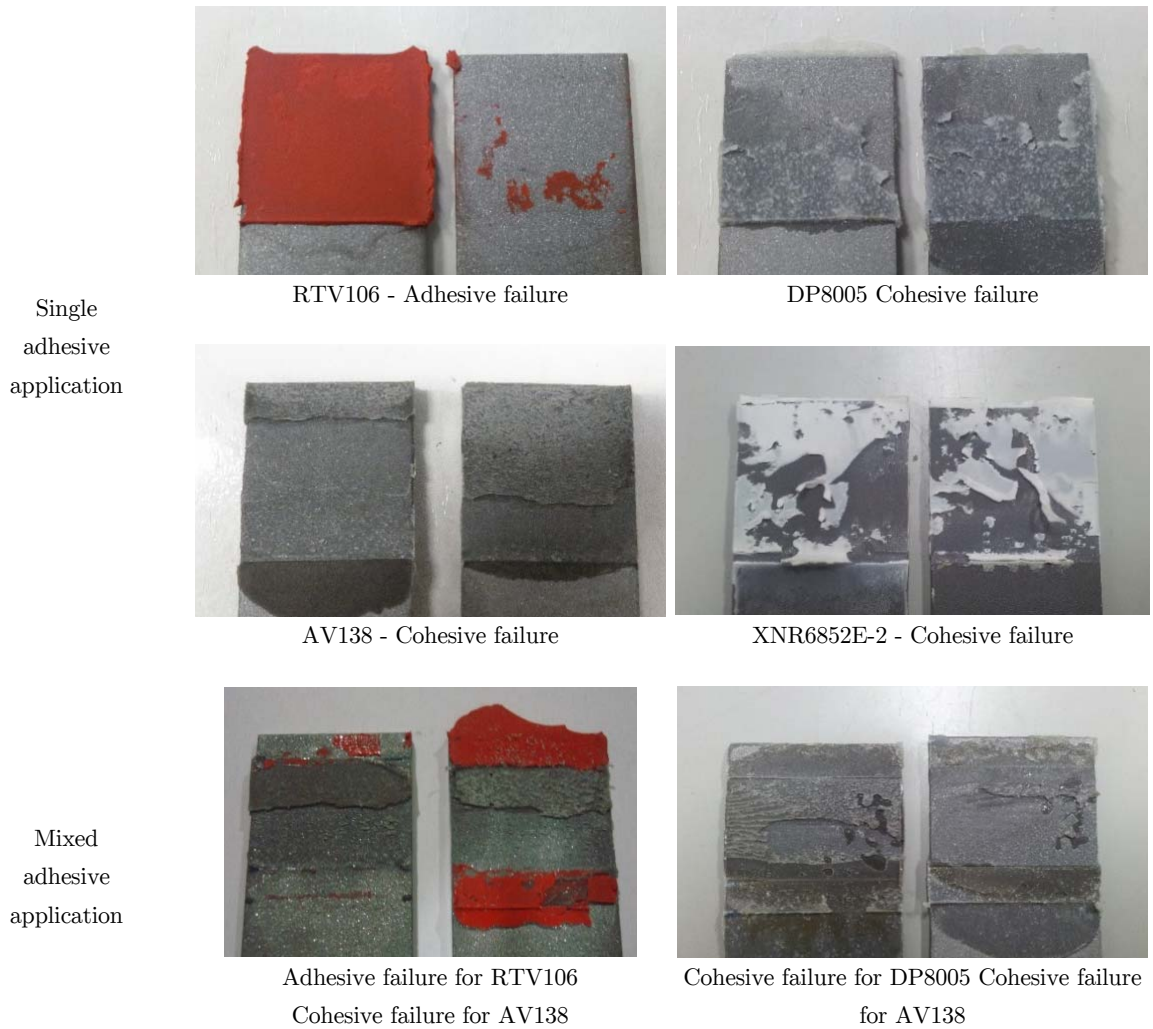 RTV106 - Adhesive failure
DP8005 Cohesive failure
Single
adhesive
application
AV138 - Cohesive failure
XNR6852E-2 - Cohesive failure
Mixed
adhesive
application
Adhesive failure for RTV106
Cohesive failure for AV138
Cohesive failure for DP8005 Cohesive failure
for AV138